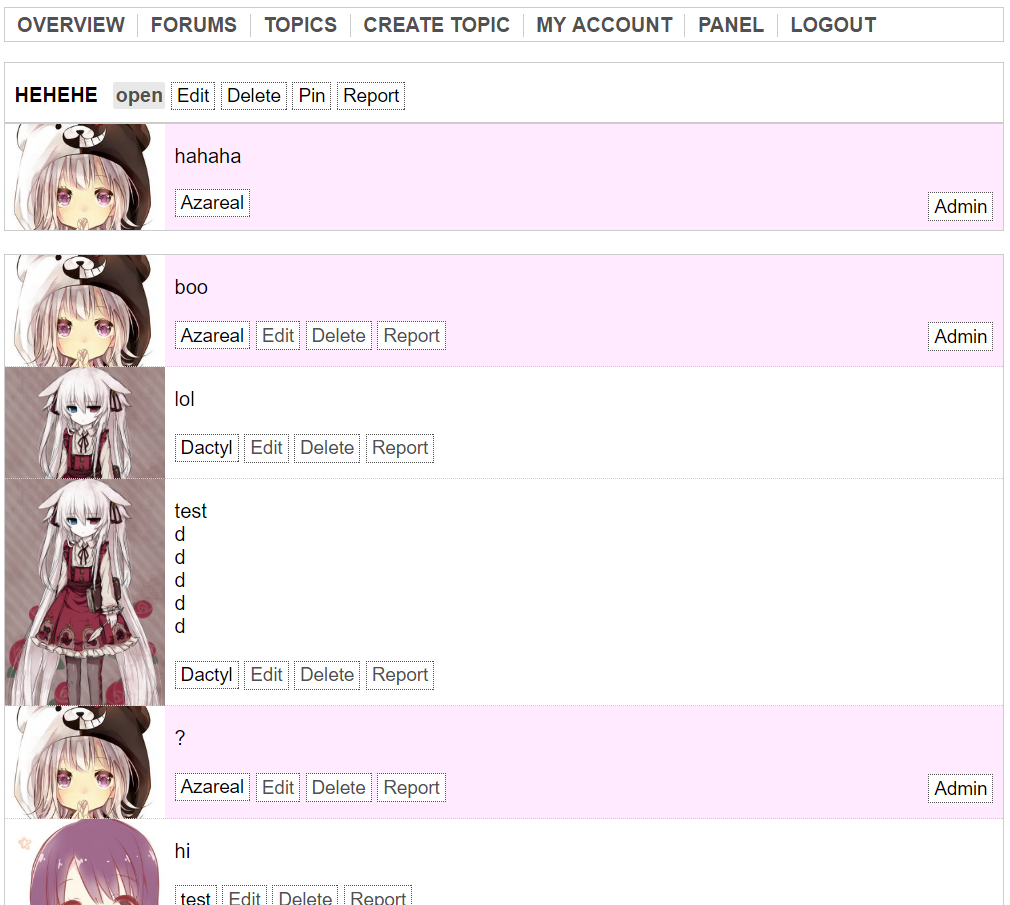 OVERVIEW FORUMS TOPICS CREATE TOPIC MY ACCOUNT PANEL LOGOUT
HEHEHE open Edit Delete Pin Report
hahaha
Azareal Admin
boo
Azareal Edit Delete Report Admin
lol
Dactyl Edit Delete Report
test
d
d
d
d
d
Dactyl Edit Delete Report
?
Azareal Edit Delete Report Admin
hi
test Edit Delete Report